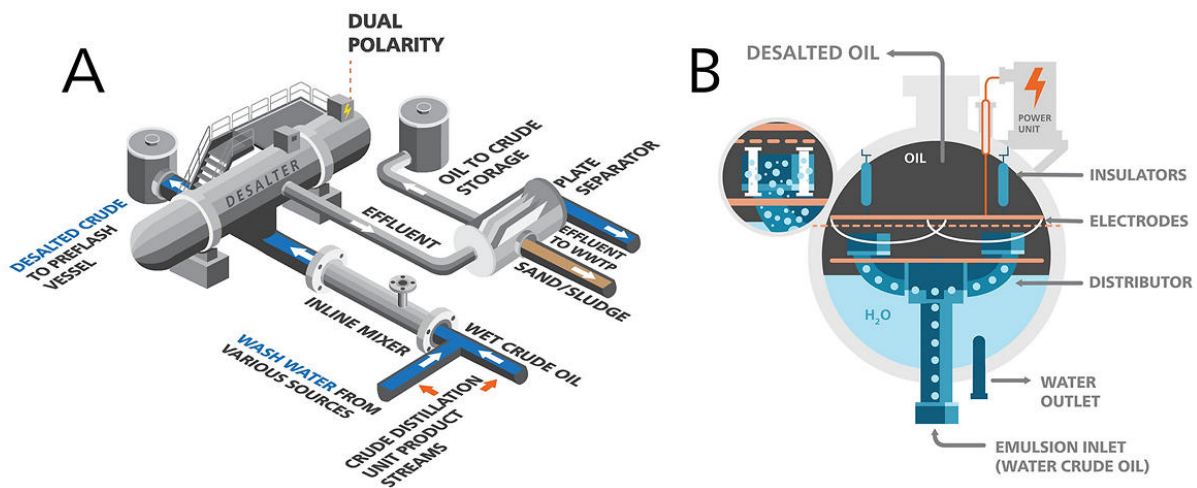 A
DUAL
POLARITY
DESALTER
DESALTED CRUDE
TO PREFLASH
VESSEL
OIL TO CRUDE
STORAGE
PLATE
SEPARATOR
EFFLUENT
EFFLUENT
TO WWTP
SAND/SLUDGE
INLINE MIXER
WET CRUDE OIL
WASH WATER FROM
VARIOUS SOURCES
CRUDE DISTILLATION
UNIT PRODUCT
STREAMS
B
DESALTED OIL
POWER
UNIT
OIL
INSULATORS
ELECTRODES
DISTRIBUTOR
H₂O
WATER
OUTLET
EMULSION INLET
(WATER CRUDE OIL)